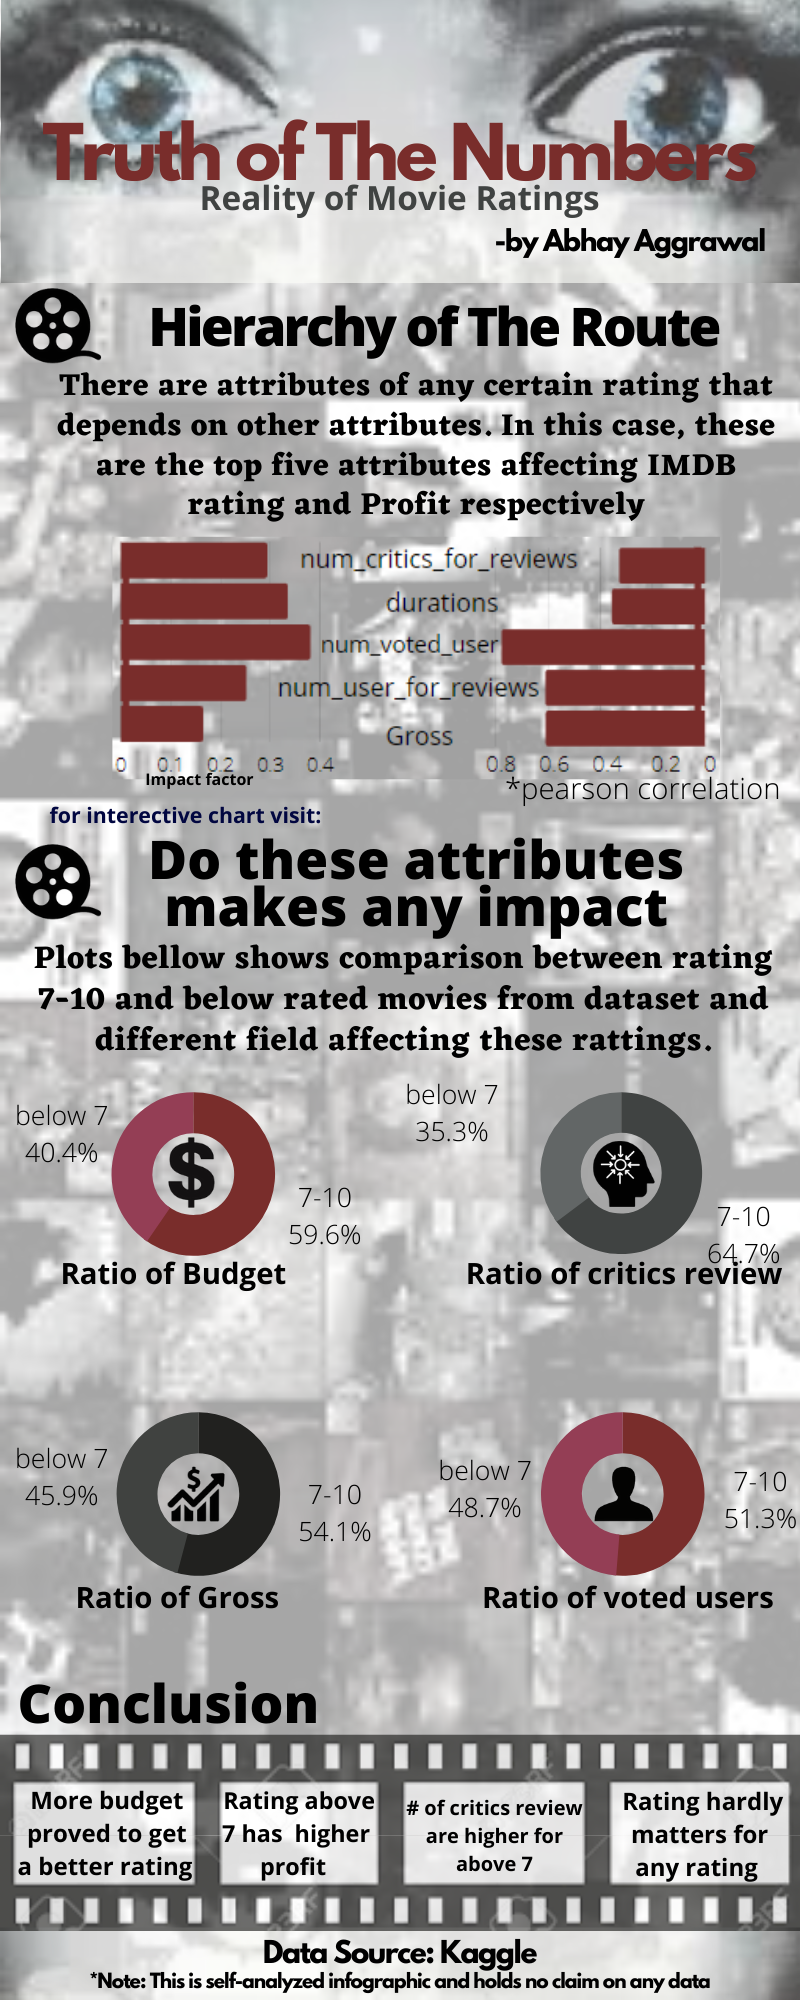 Truth of The Numbers
Reality of Movie Ratings
-by Abhay Aggrawal
Hierarchy of The Route
There are attributes of any certain rating that
depends on other attributes. In this case, these
are the top five attributes affecting IMDB
rating and Profit respectively
num_critics_for_reviews
durations
num_voted_user
num_user_for_reviews
Gross
0 0.1 0.2 0.3 0.4
0.8 0.6 0.4 0.2 0
Impact factor
*pearson correlation
for interective chart visit:
Do these attributes
makes any impact
Plots bellow shows comparison between rating
7-10 and below rated movies from dataset and
different field affecting these rattings.
below 7
40.4%
$
7-10
59.6%
Ratio of Budget
below 7
35.3%
7-10
64.7%
Ratio of critics review
below 7
45.9%
$
7-10
54.1%
Ratio of Gross
below 7
48.7%
7-10
51.3%
Ratio of voted users
Conclusion
More budget
proved to get
a better rating
Rating above
7 has higher
profit
# of critics review
are higher for
above 7
Rating hardly
matters for
any rating
Data Source: Kaggle
*Note: This is self-analyzed infographic and holds no claim on any data